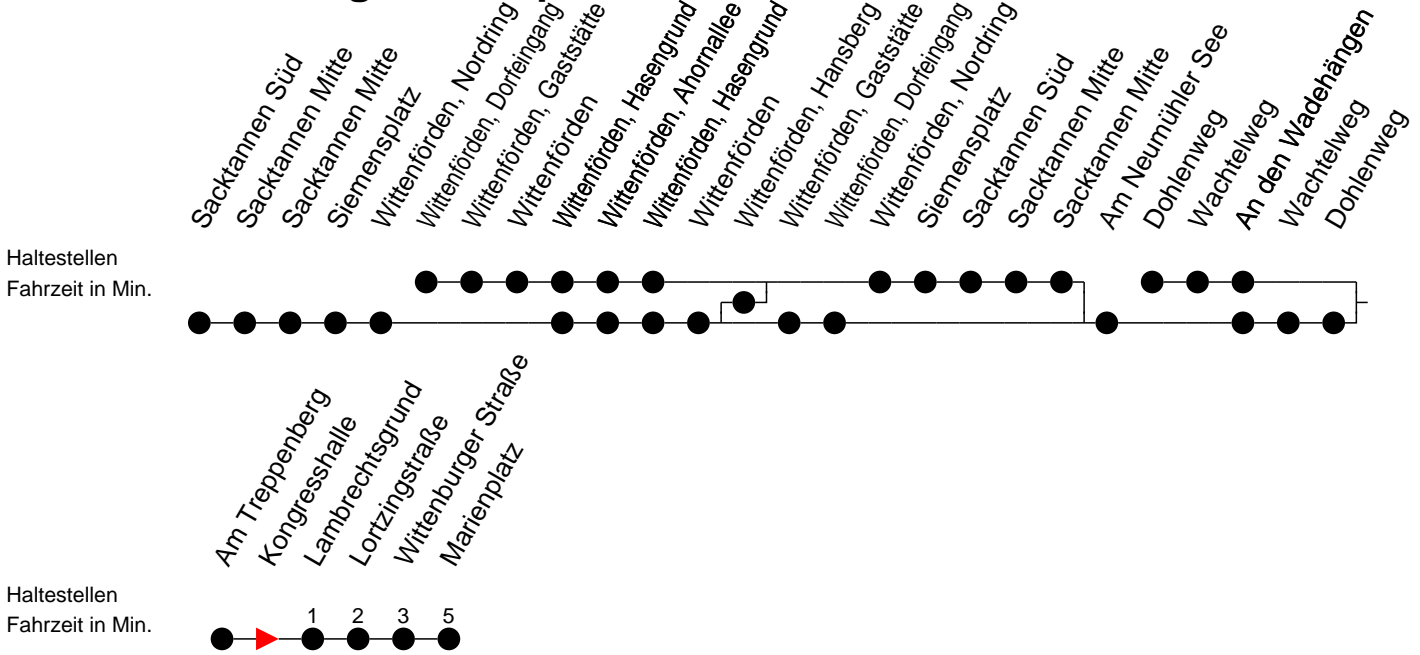 Sacktannen Süd
Sacktannen Mitte
Sacktannen Mitte
Siemensplatz
Wittenförden, Nordring
Wittenförden, Dorfeingang
Wittenförden, Gaststätte
Wittenförden
Wittenförden, Hasengrund
Wittenförden, Ahornallee
Wittenförden, Hasengrund
Wittenförden
Wittenförden, Hansberg
Wittenförden, Gaststätte
Wittenförden, Dorfeingang
Wittenförden, Nordring
Siemensplatz
Sacktannen Süd
Sacktannen Mitte
Sacktannen Mitte
Am Neumühler See
Dohlenweg
Wachtelweg
An den Wadehängen
Wachtelweg
Dohlenweg
Haltestellen
Fahrzeit in Min.
Am Treppenberg
Kongresshalle
Lambrechtsgrund
Lortzingstraße
Wittenburger Straße
Marienplatz
Haltestellen
Fahrzeit in Min.
1 2 3 5